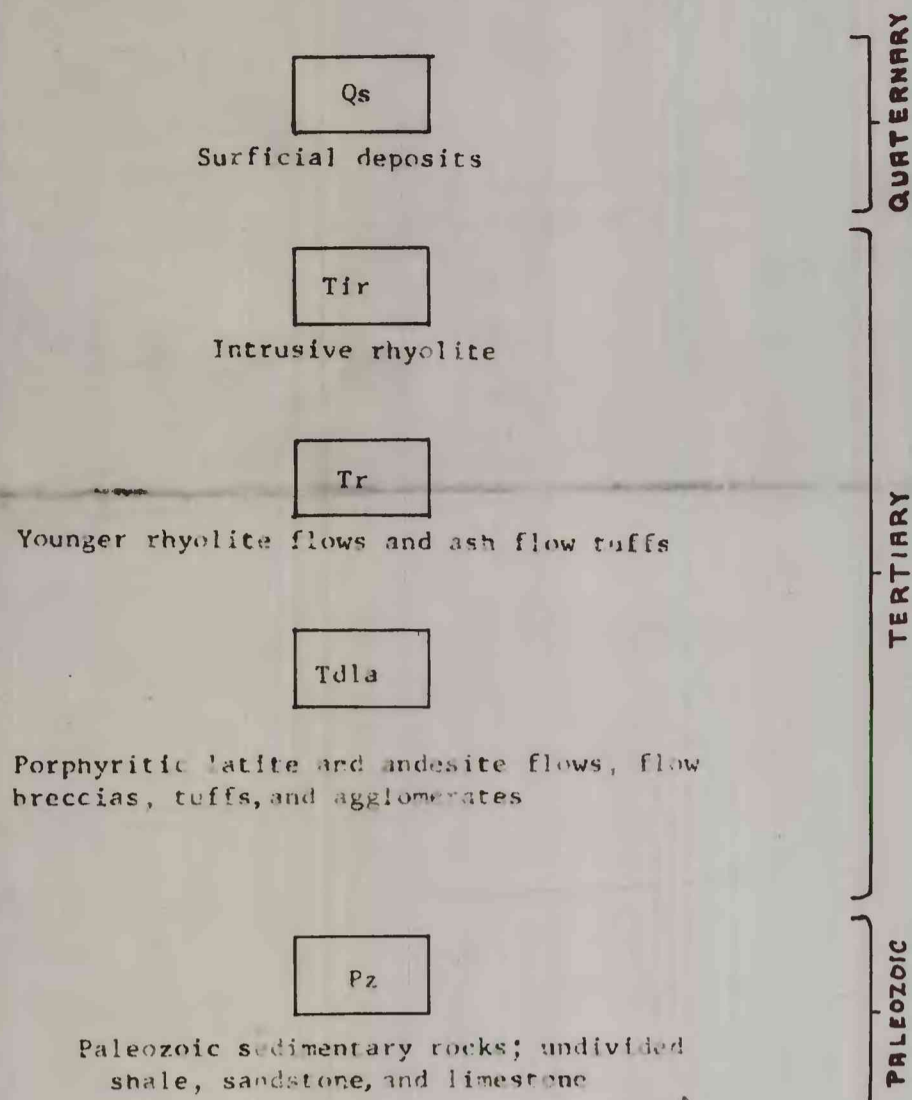 Qs
Surficial deposits
QUATERNARY
Tir
Intrusive rhyolite
Tr
Younger rhyolite flows and ash flow tuffs
Tdla
Porphyritic latite and andesite flows, flow
breccias, tuffs, and agglomerates
TERTIARY
Pz
Paleozoic sedimentary rocks; undivided
shale, sandstone, and limestone
PALEOZOIC